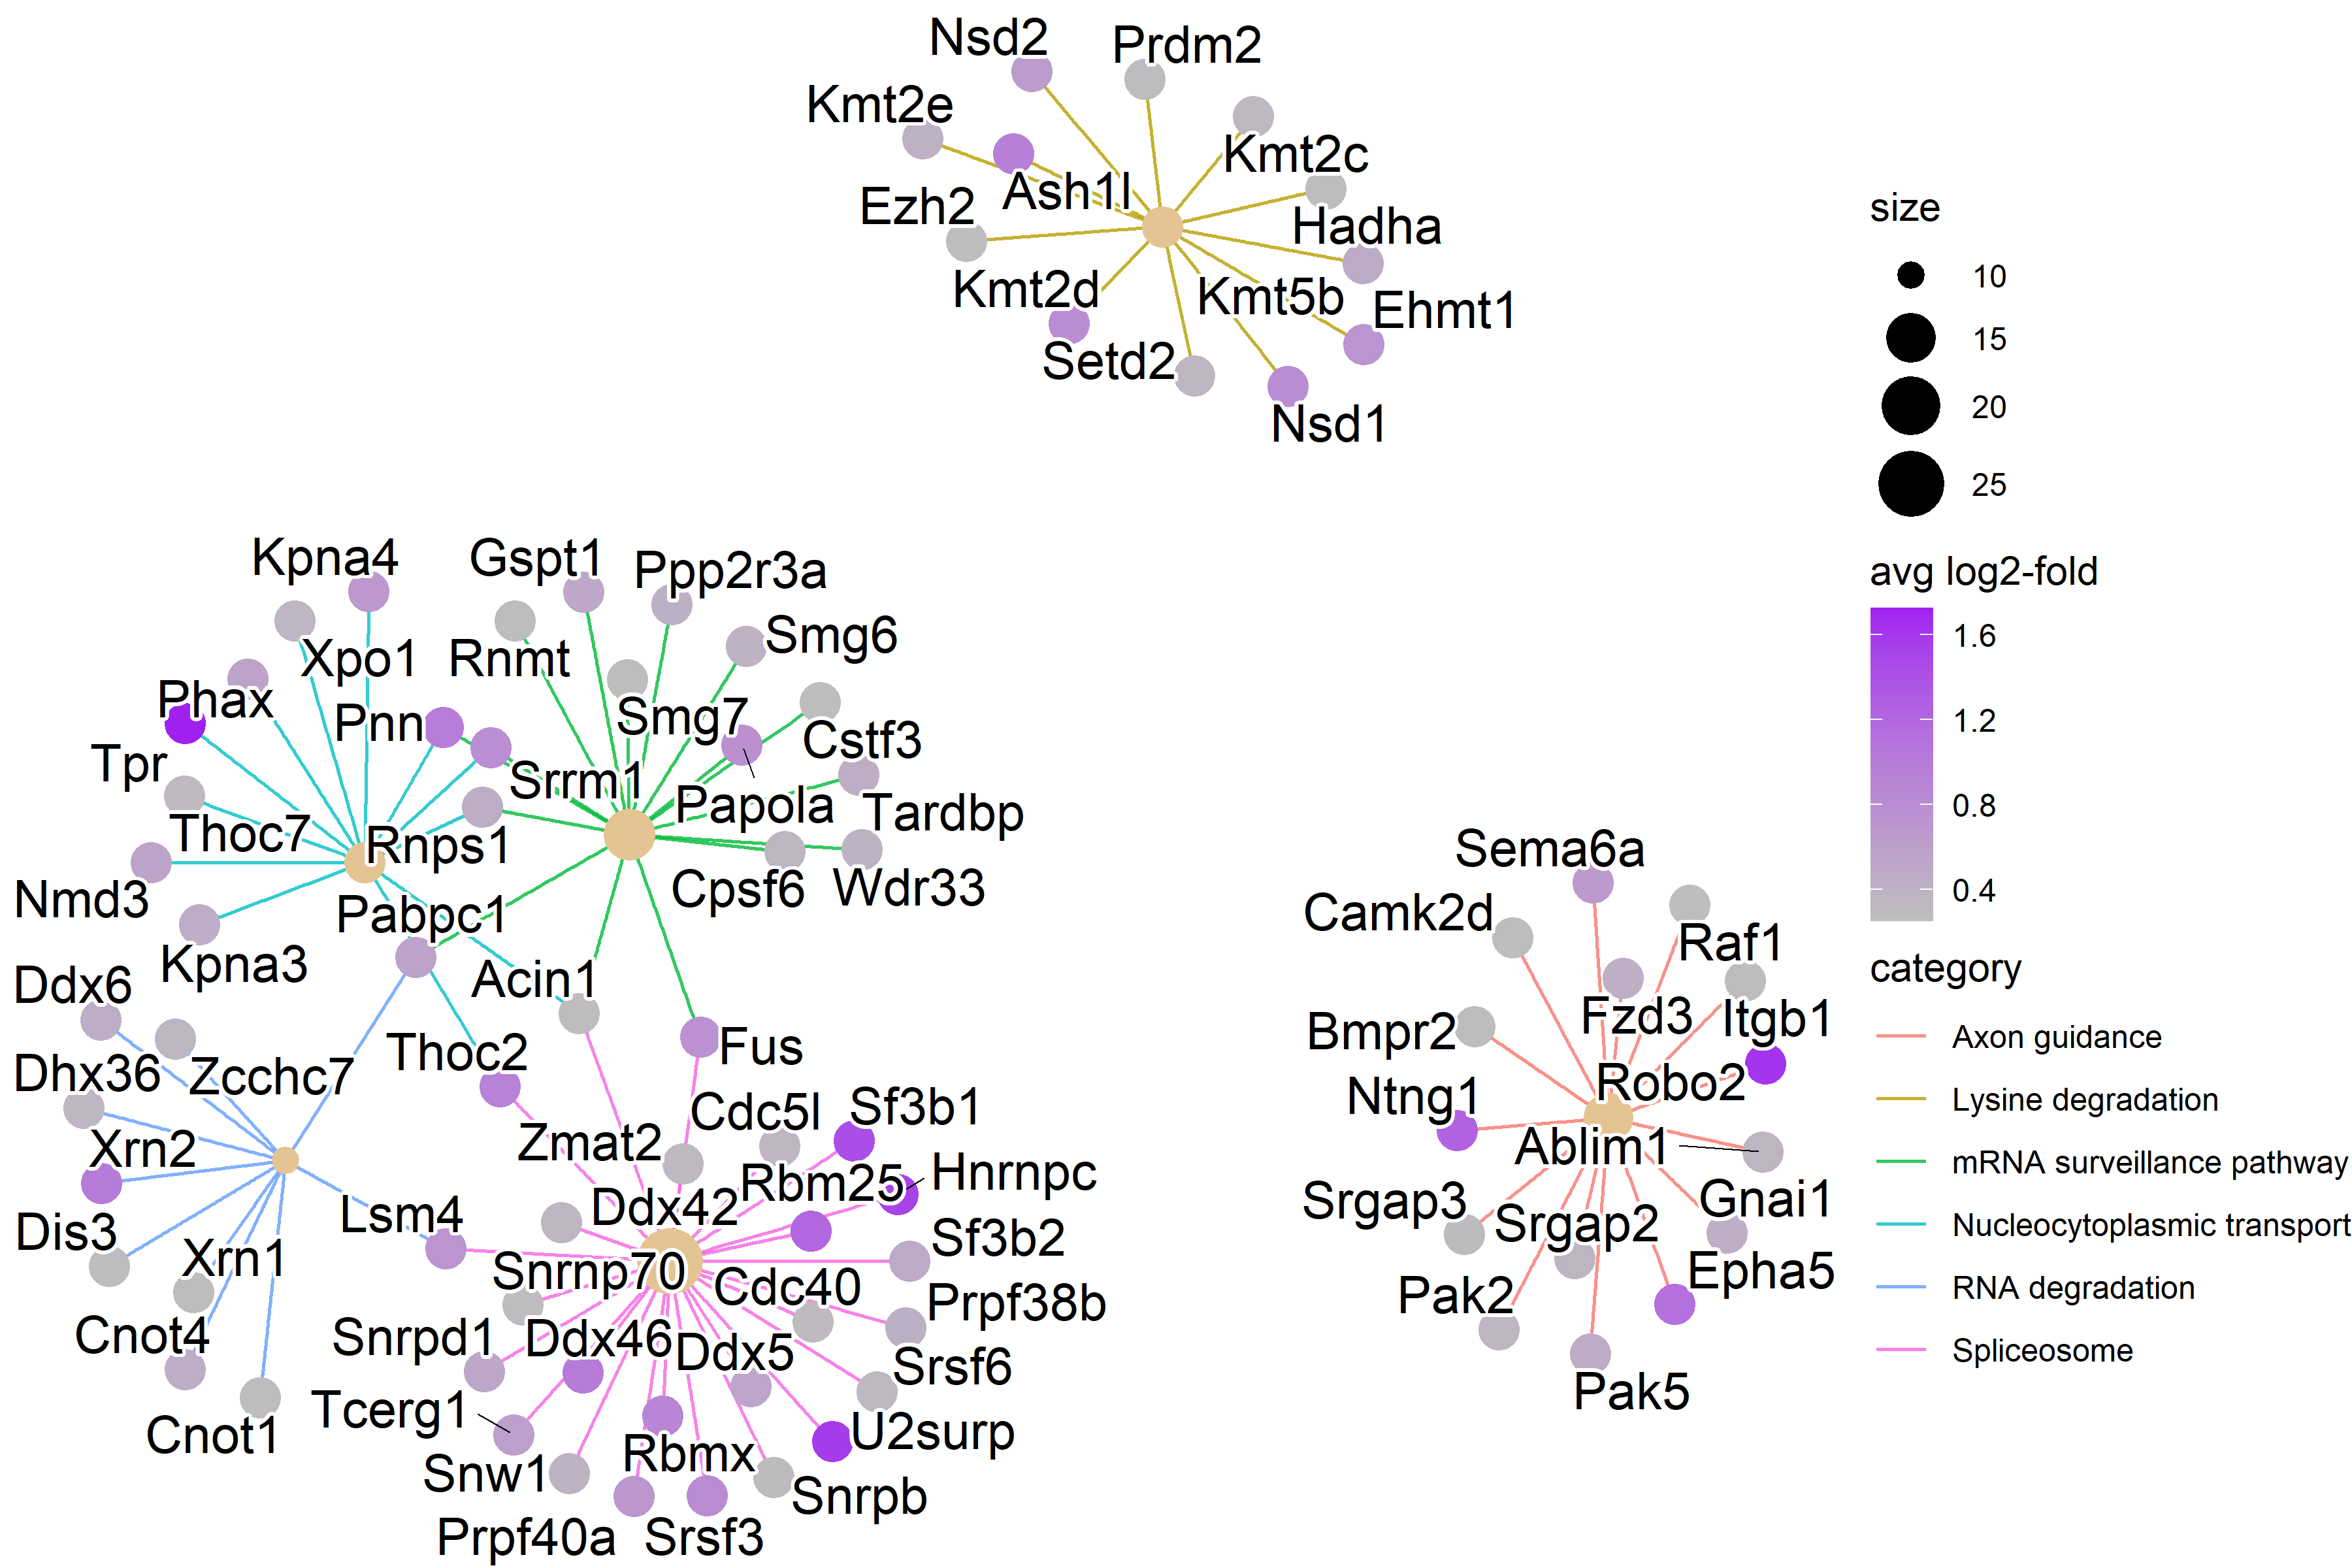 Nsd2
Prdm2
Kmt2e
Kmt2c
Ash1l
Ezh2
Hadha
Kmt2d
Kmt5b
Ehmt1
Setd2
Nsd1
Kpna4
Gspt1
Ppp2r3a
Xpo1
Rnmt
Smg6
Phax
Pnn
Smg7
Cstf3
Tpr
Srrm1
Papola
Tardbp
Thoc7
Rnps1
Cpsf6
Wdr33
Nmd3
Pabpc1
Kpna3
Acin1
Ddx6
Thoc2
Fus
Dhx36
Zcchc7
Cdc5l
Sf3b1
Xrn2
Zmat2
Rbm25
Hnrnpc
Dis3
Lsm4
Ddx42
Sf3b2
Xrn1
Snrnp70
Cdc40
Prpf38b
Cnot4
Snrpd1
Ddx46
Ddx5
Srsf6
Cnot1
Tcerg1
Rbmx
U2surp
Snw1
Snrpb
Prpf40a
Srsf3
Sema6a
Camk2d
Raf1
Bmpr2
Fzd3
Itgb1
Ntng1
Robo2
Ablim1
Srgap3
Srgap2
Gnai1
Pak2
Epha5
Pak5
size
10
15
20
25
avg log2-fold
1.6
1.2
0.8
0.4
category
Axon guidance
Lysine degradation
mRNA surveillance pathway
Nucleocytoplasmic transport
RNA degradation
Spliceosome